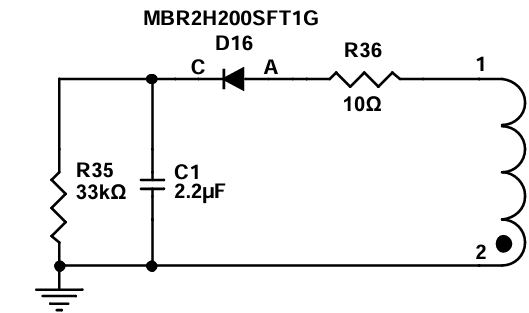 MBR2H200SFT1G
D16
C
A
R36
10Ω
1
R35
33kΩ
C1
2.2µF
2